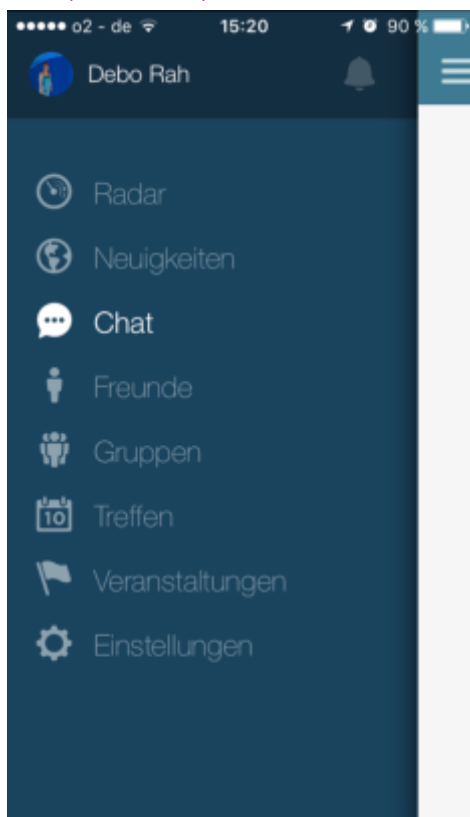 o2 - de 15:20 90 %
Debo Rah
Radar
Neuigkeiten
Chat
Freunde
Gruppen
10 Treffen
Veranstaltungen
Einstellungen